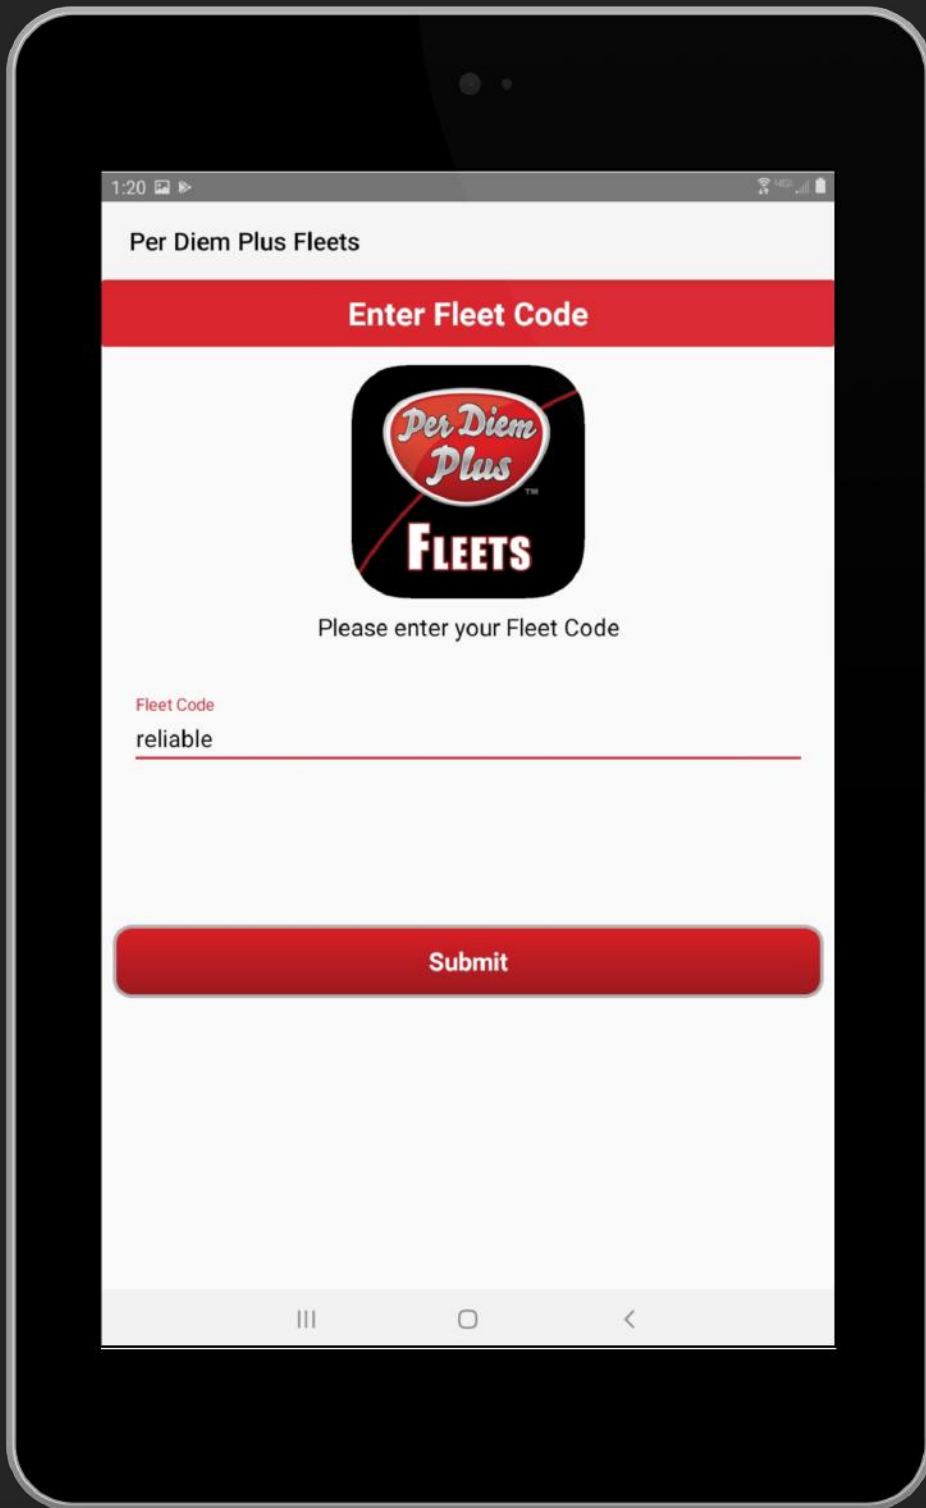 1:20
Per Diem Plus Fleets
Enter Fleet Code
Per Diem
Plus
TM
FLEETS
Please enter your Fleet Code
Fleet Code
reliable
Submit